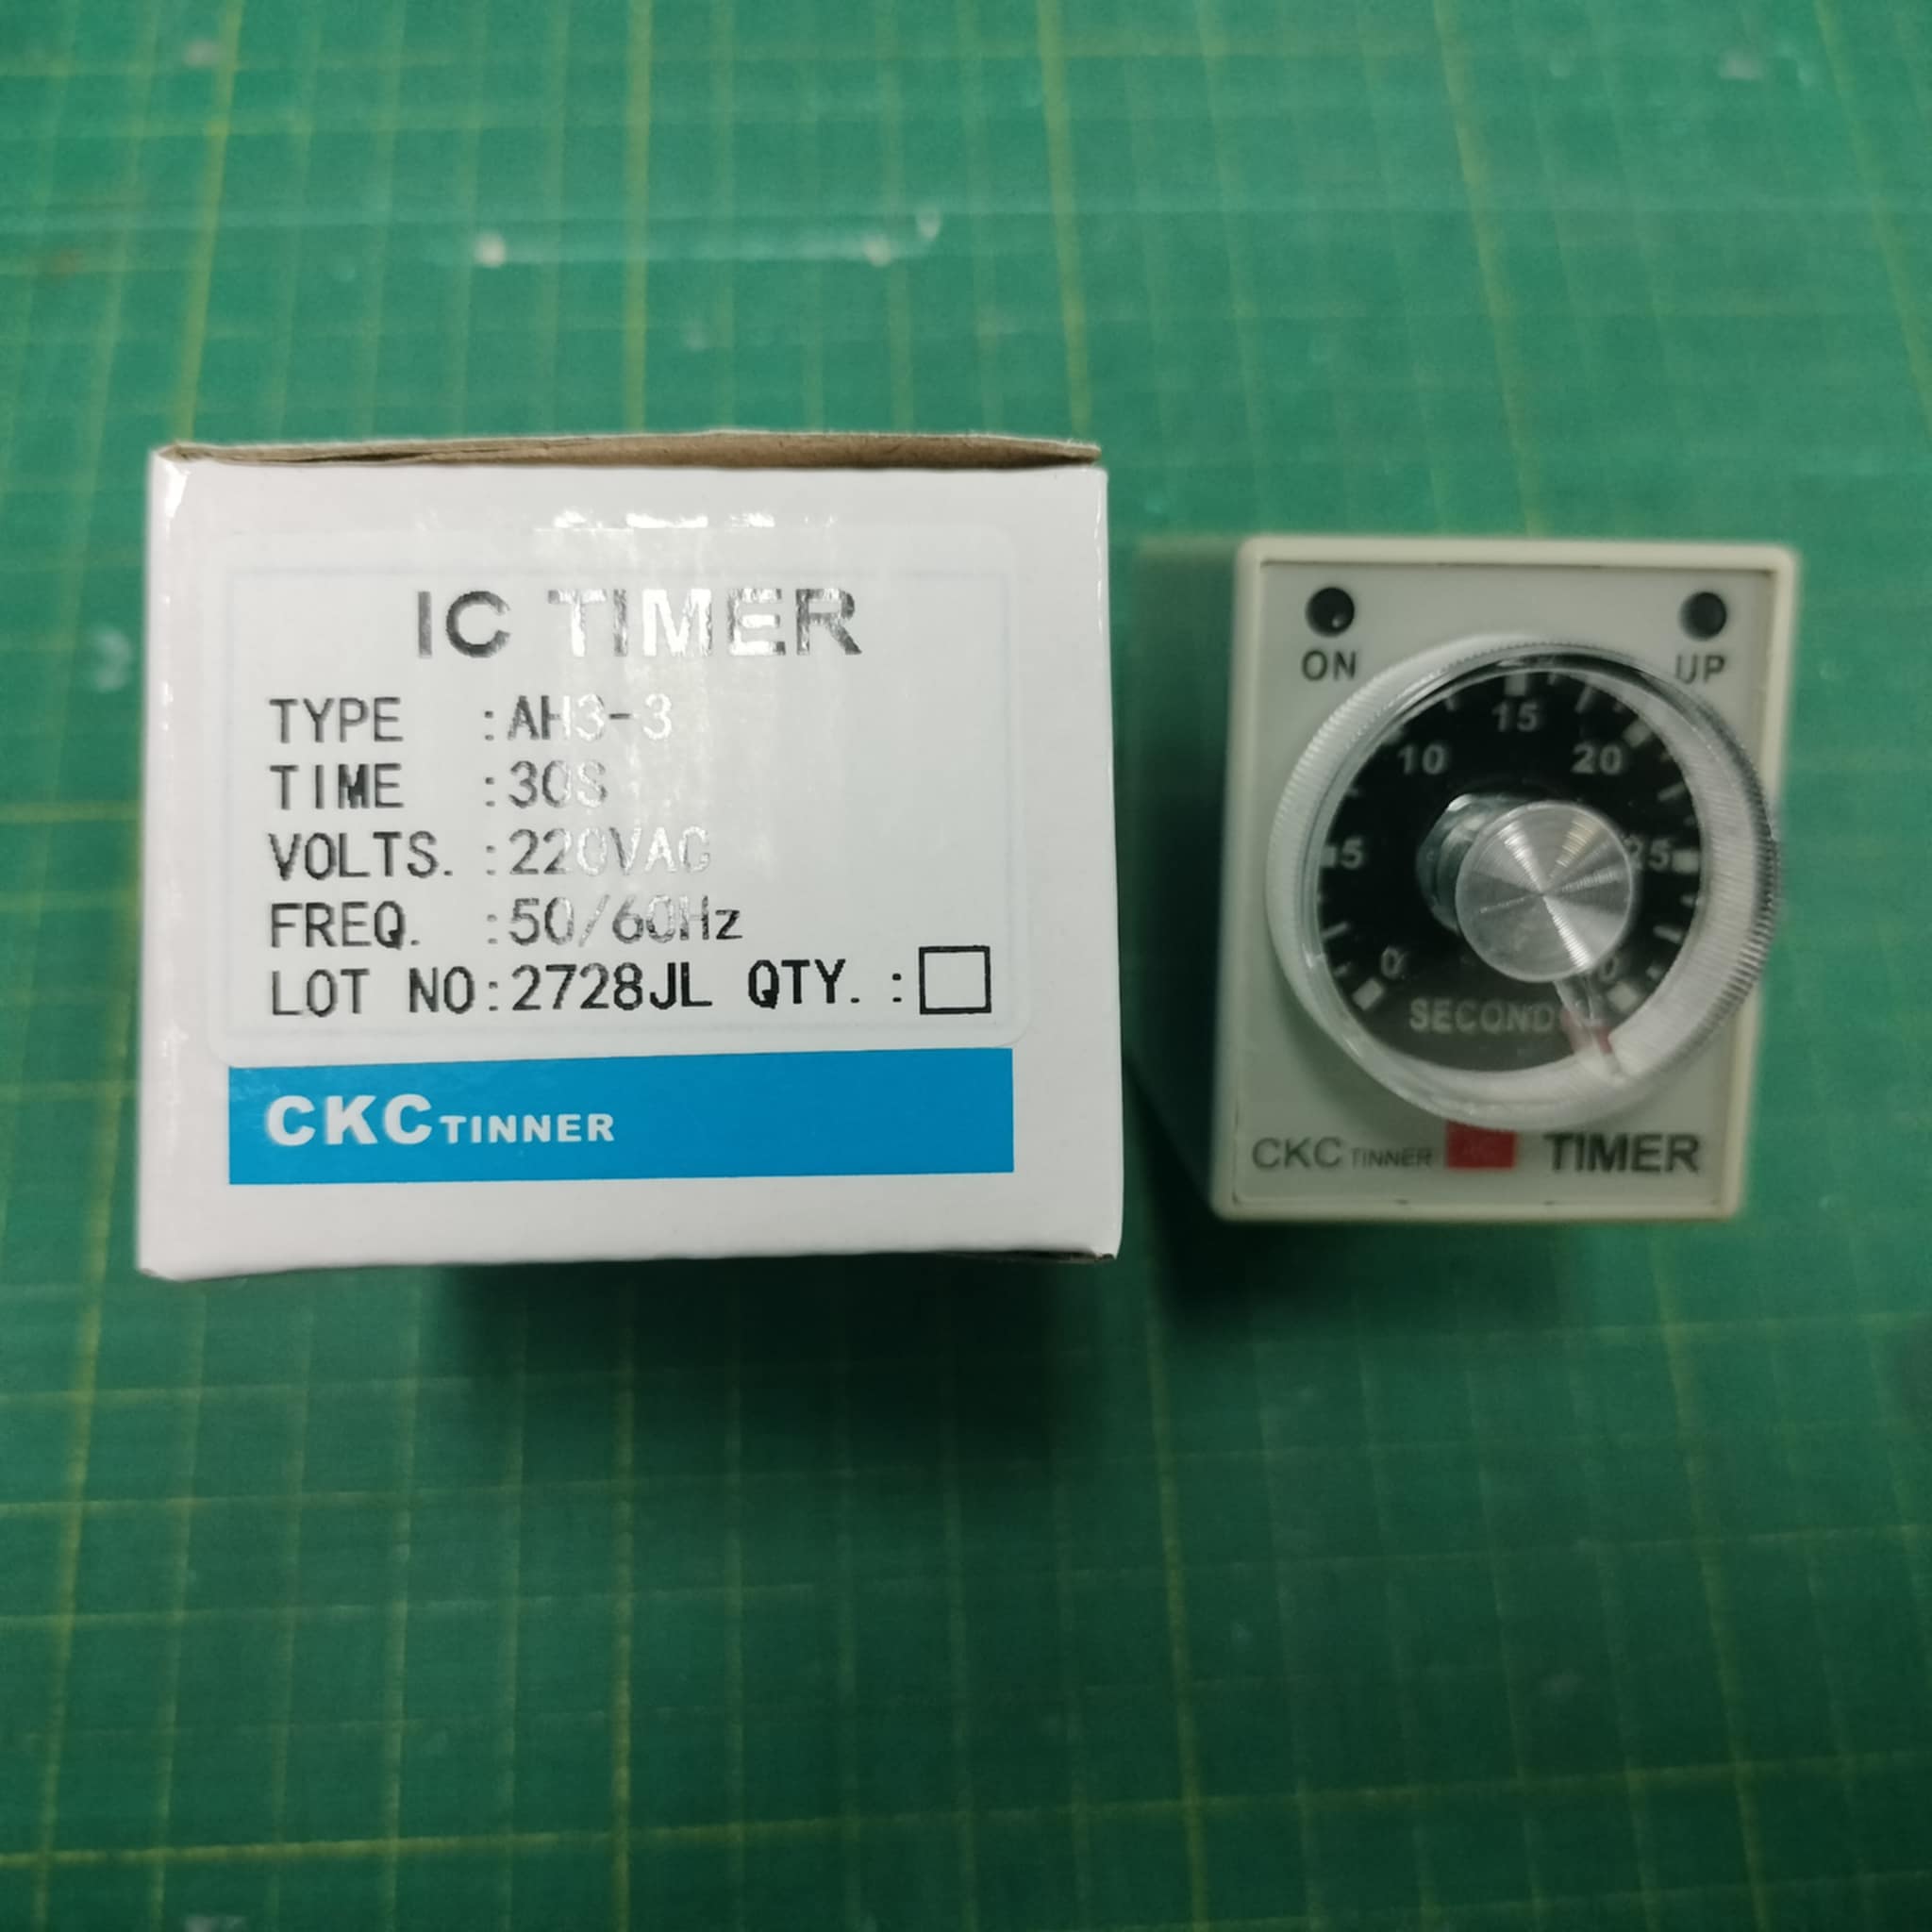 IC TIMER
TYPE :AH3-3
TIME :30S
VOLTS. :220VAC
FREQ. :50/60Hz
LOT NO:2728JL QTY. :
CKC TINNER
ON UP
0 5 10 15 20 25
SECOND
CKC TINNER TIMER